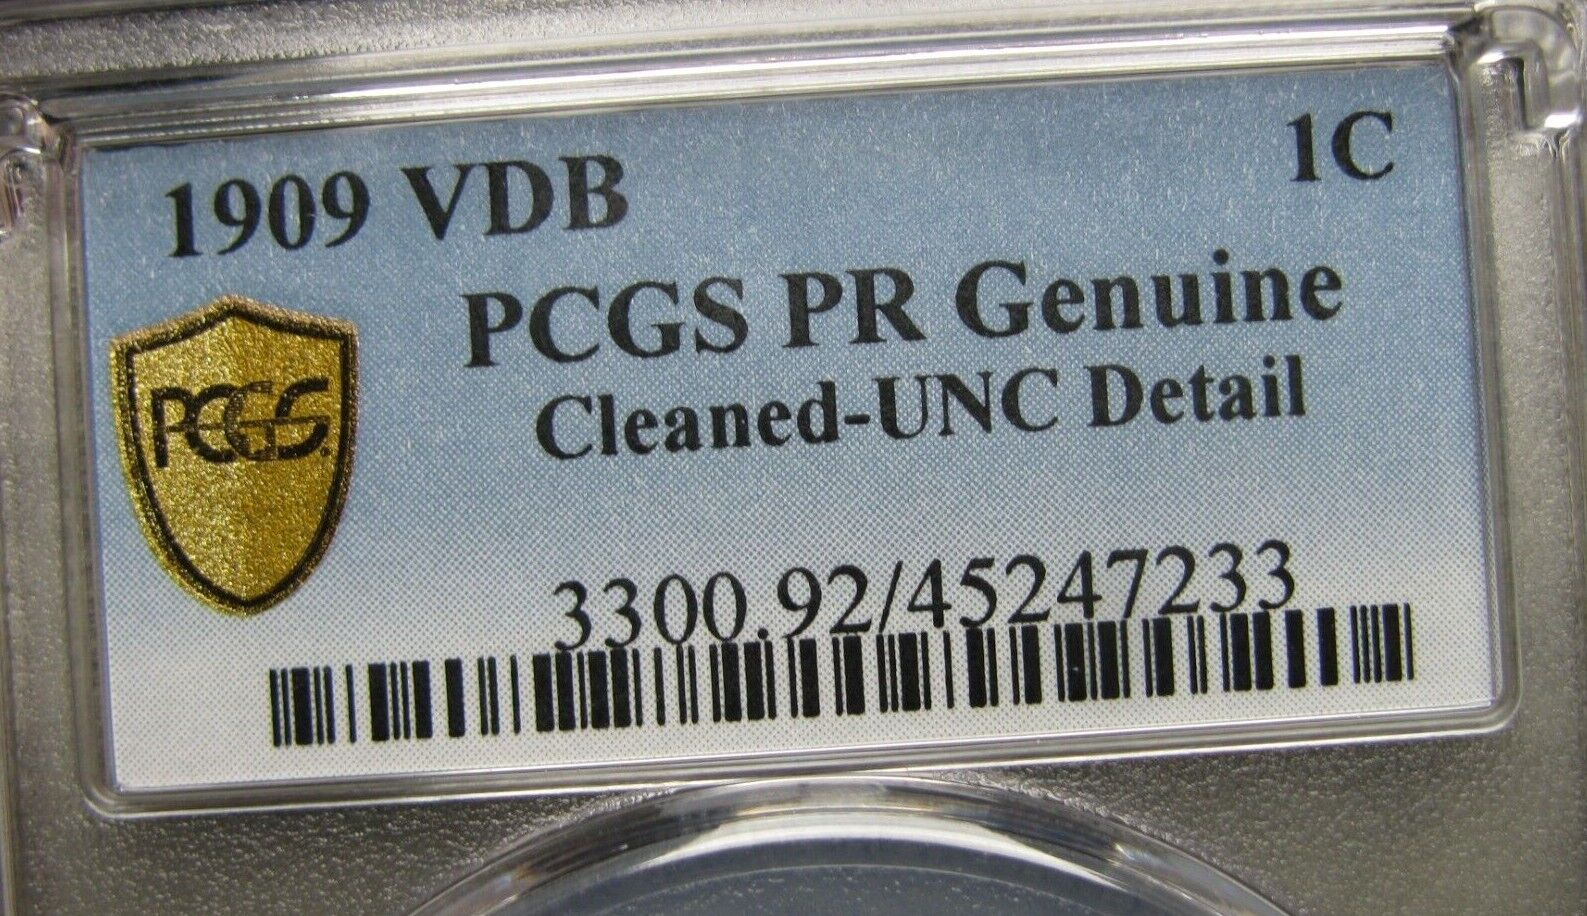 1909 VDB 1C
PCGS PR Genuine
Cleaned-UNC Detail
PCGS.
3300.92/45247233